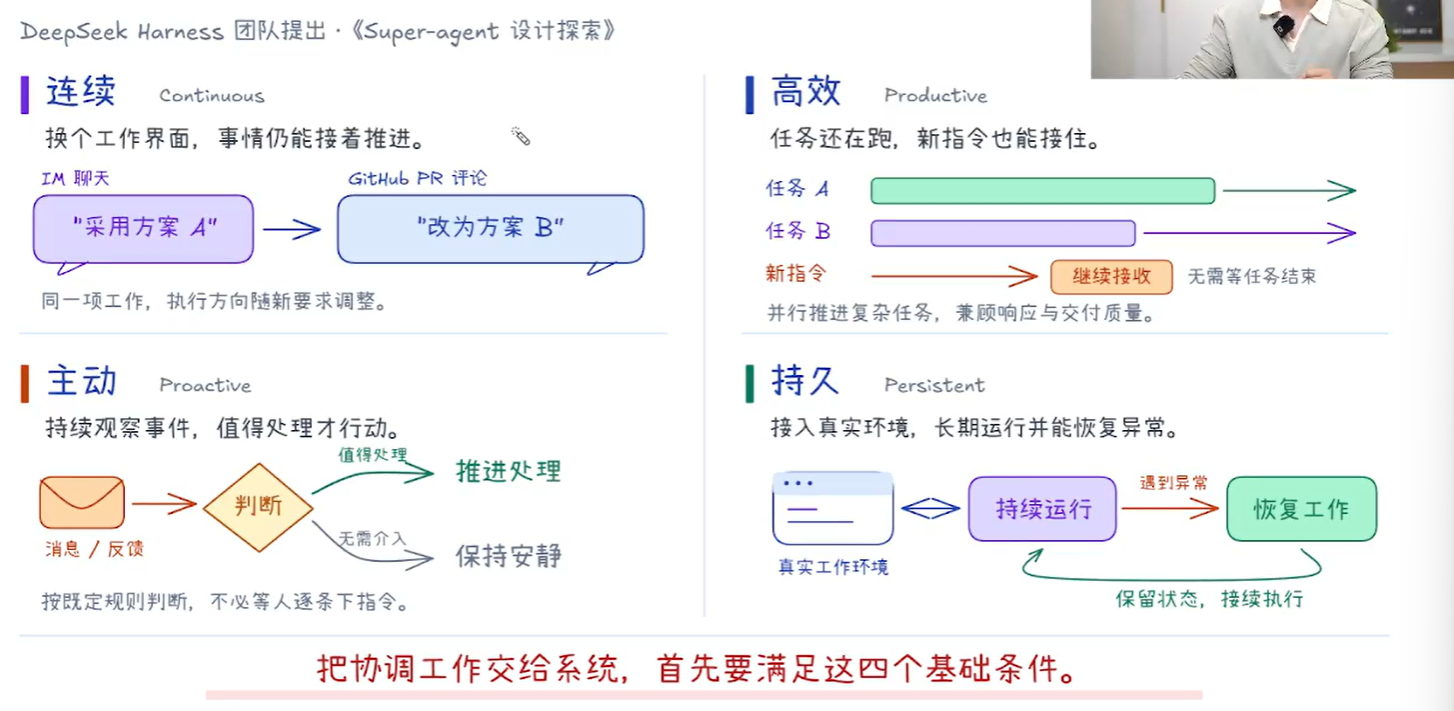 DeepSeek Harness 团队提出·《Super-agent 设计探索》
连续 Continuous
换个工作界面，事情仍能接着推进。
IM 聊天
GitHub PR 评论
"采用方案 A"
"改为方案 B"
同一项工作，执行方向随新要求调整。
高效 Productive
任务还在跑，新指令也能接住。
任务 A
任务 B
新指令
继续接收
无需等任务结束
并行推进复杂任务，兼顾响应与交付质量。
主动 Proactive
持续观察事件，值得处理才行动。
消息 / 反馈
判断
值得处理
推进处理
无需介入
保持安静
按既定规则判断，不必等人逐条下指令。
持久 Persistent
接入真实环境，长期运行并能恢复异常。
真实工作环境
持续运行
遇到异常
恢复工作
保留状态，接续执行
把协调工作交给系统，首先要满足这四个基础条件。